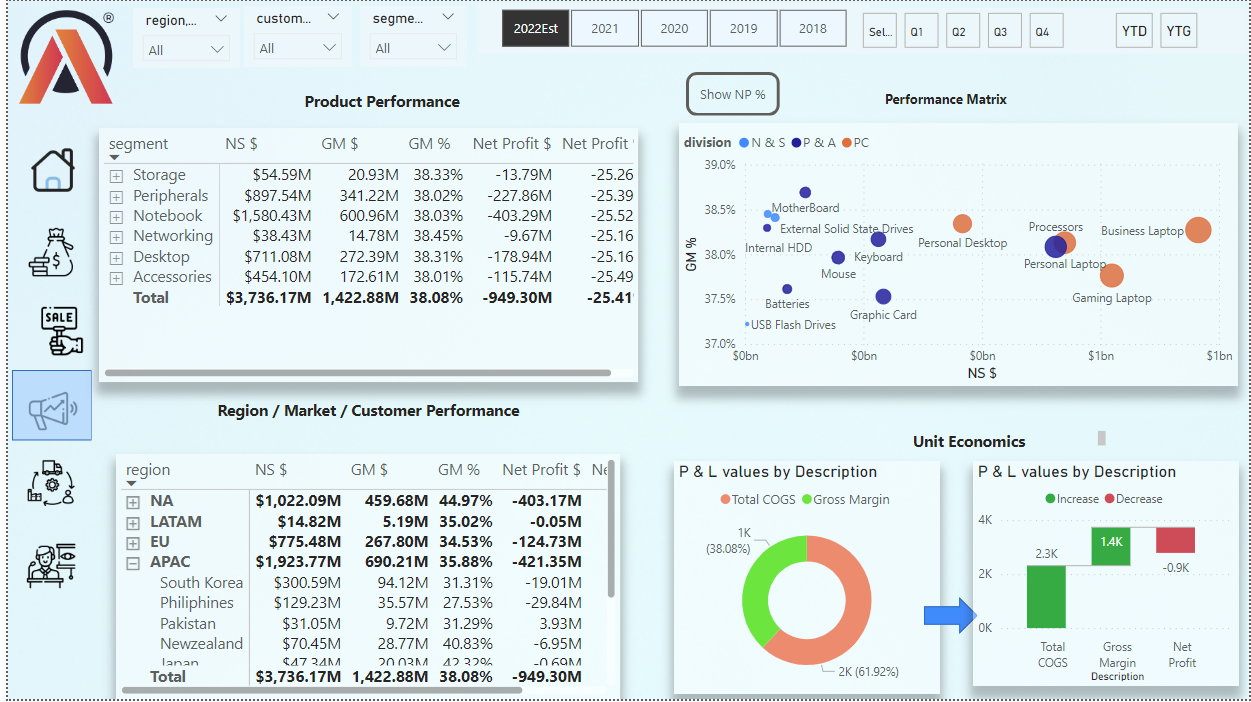 region,... custom... segme...
All All All
2022Est 2021 2020 2019 2018 Sel... Q1 Q2 Q3 Q4 YTD YTG
®
Product Performance
segment NS $ GM $ GM % Net Profit $ Net Profit
Storage $54.59M 20.93M 38.33% -13.79M -25.26
Peripherals $897.54M 341.22M 38.02% -227.86M -25.39
Notebook $1,580.43M 600.96M 38.03% -403.29M -25.52
Networking $38.43M 14.78M 38.45% -9.67M -25.16
Desktop $711.08M 272.39M 38.31% -178.94M -25.16
Accessories $454.10M 172.61M 38.01% -115.74M -25.49
Total $3,736.17M 1,422.88M 38.08% -949.30M -25.41
Show NP %
Performance Matrix
division N & S P & A PC
39.0%
38.5%
38.0%
37.5%
37.0%
GM %
MotherBoard
External Solid State Drives
Internal HDD
Keyboard
Mouse
Personal Desktop
Processors
Business Laptop
Personal Laptop
Gaming Laptop
Batteries
Graphic Card
USB Flash Drives
$0bn $0bn $0bn $1bn $1bn
NS $
SALE
$
Region / Market / Customer Performance
region NS $ GM $ GM % Net Profit $ Ne
NA $1,022.09M 459.68M 44.97% -403.17M
LATAM $14.82M 5.19M 35.02% -0.05M
EU $775.48M 267.80M 34.53% -124.73M
APAC $1,923.77M 690.21M 35.88% -421.35M
South Korea $300.59M 94.12M 31.31% -19.01M
Philiphines $129.23M 35.57M 27.53% -29.84M
Pakistan $31.05M 9.72M 31.29% 3.93M
Newzealand $70.45M 28.77M 40.83% -6.95M
Japan $47.34M 20.03M 42.32% -0.69M
Total $3,736.17M 1,422.88M 38.08% -949.30M
Unit Economics
P & L values by Description
Total COGS Gross Margin
1K
(38.08%)
2K (61.92%)
P & L values by Description
Increase Decrease
4K
2K
0K
2.3K
1.4K
-0.9K
Total COGS
Gross Margin
Net Profit
Description